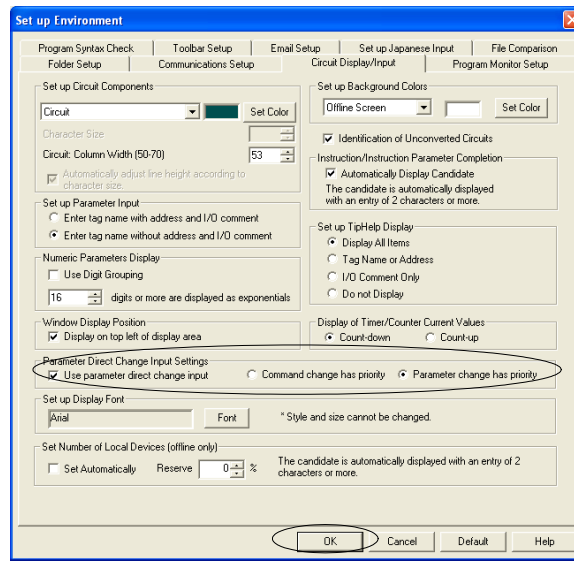 Set up Environment
Program Syntax Check
Toolbar Setup
Email Setup
Set up Japanese Input
File Comparison
Folder Setup
Communications Setup
Circuit Display/Input
Program Monitor Setup
Set up Circuit Components
Circuit
Set Color
Character Size
Circuit: Column Width (50-70)
53
Automatically adjust line height according to
character size.
Set up Parameter Input
Enter tag name with address and I/O comment
Enter tag name without address and I/O comment
Numeric Parameters Display
Use Digit Grouping
16
digits or more are displayed as exponentials
Window Display Position
Display on top left of display area
Set up Background Colors
Offline Screen
Set Color
Identification of Unconverted Circuits
Instruction/Instruction Parameter Completion
Automatically Display Candidate
The candidate is automatically displayed
with an entry of 2 characters or more.
Set up TipHelp Display
Display All Items
Tag Name or Address
I/O Comment Only
Do not Display
Display of Timer/Counter Current Values
Count-down
Count-up
Parameter Direct Change Input Settings
Use parameter direct change input
Command change has priority
Parameter change has priority
Set up Display Font
Arial
Font
* Style and size cannot be changed.
Set Number of Local Devices (offline only)
Set Automatically
Reserve
0
%
The candidate is automatically displayed with an entry of 2
characters or more.
OK
Cancel
Default
Help